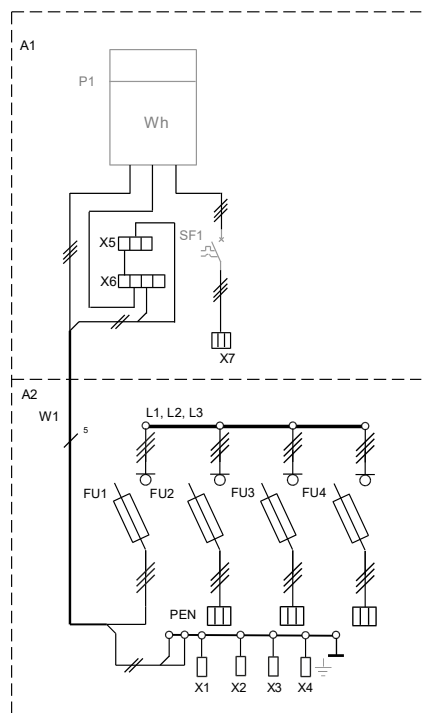 A1
P1
Wh
X5
SF1
X6
X7
A2
W1
5
L1, L2, L3
FU1
FU2
FU3
FU4
PEN
X1
X2
X3
X4